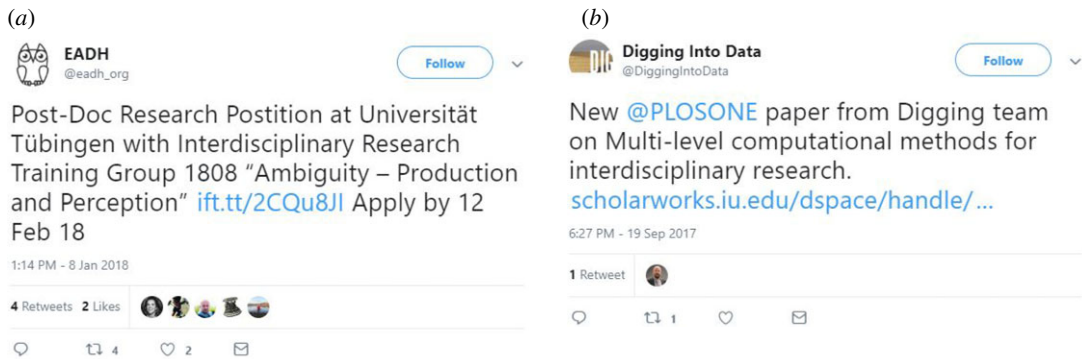 (a)
EADH
@eadh_org
Follow
Post-Doc Research Postition at Universität
Tübingen with Interdisciplinary Research
Training Group 1808 “Ambiguity – Production
and Perception” ift.tt/2CQu8JI Apply by 12
Feb 18
1:14 PM - 8 Jan 2018
4 Retweets 2 Likes
4 2
(b)
DIG
Digging Into Data
@DiggingIntoData
Follow
New @PLOSONE paper from Digging team
on Multi-level computational methods for
interdisciplinary research.
scholarworks.iu.edu/dspace/handle/ ...
6:27 PM - 19 Sep 2017
1 Retweet
1